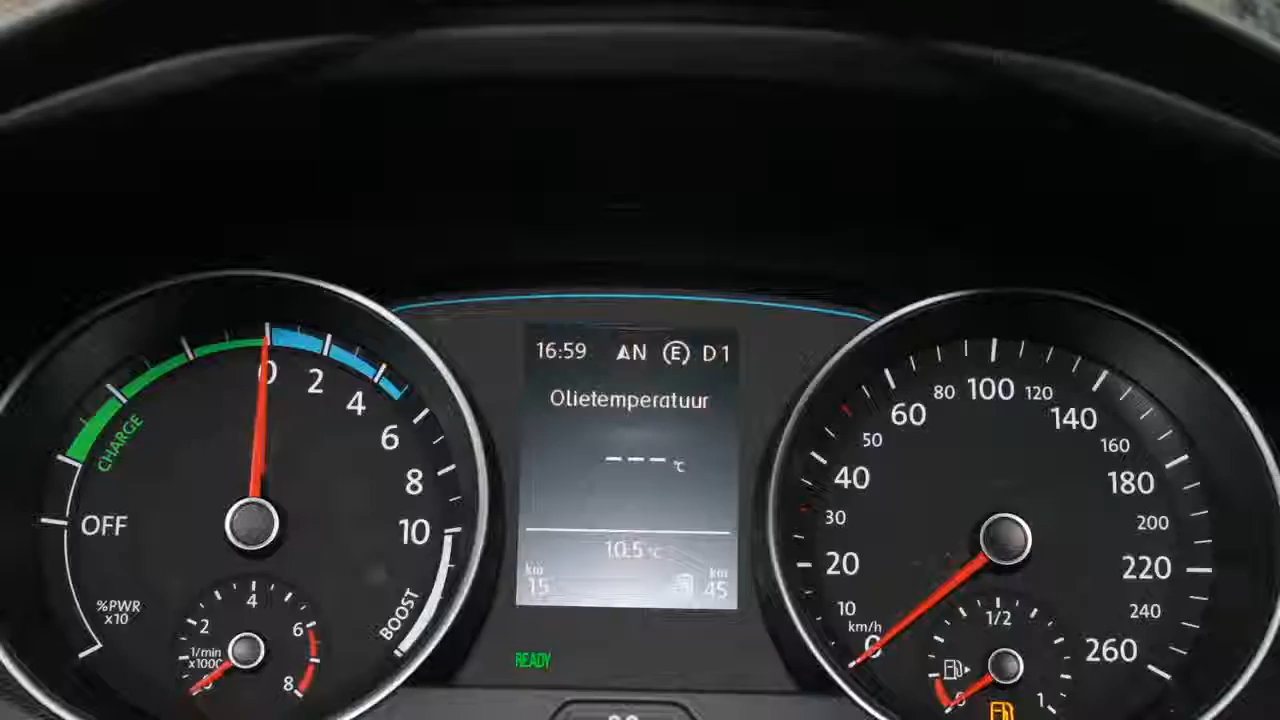 0
2
4
6
8
10
BOOST
CHARGE
OFF
%PWR
x10
2
4
6
8
1/min
16:59 N E D1
Olietemperatuur
--- °C
10.5 °C
km
15
km
45
READY
0
10
20
30
40
50
60
80
100
120
140
160
180
200
220
240
260
km/h
1/2
1